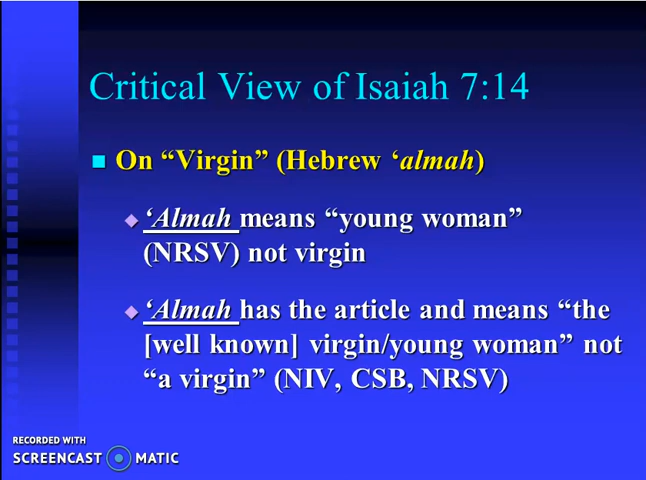 Critical View of Isaiah 7:14
On “Virgin” (Hebrew ‘almah)
‘Almah means “young woman”
(NRSV) not virgin
‘Almah has the article and means “the
[well known] virgin/young woman” not
“a virgin” (NIV, CSB, NRSV)
RECORDED WITH
SCREENCAST MATIC